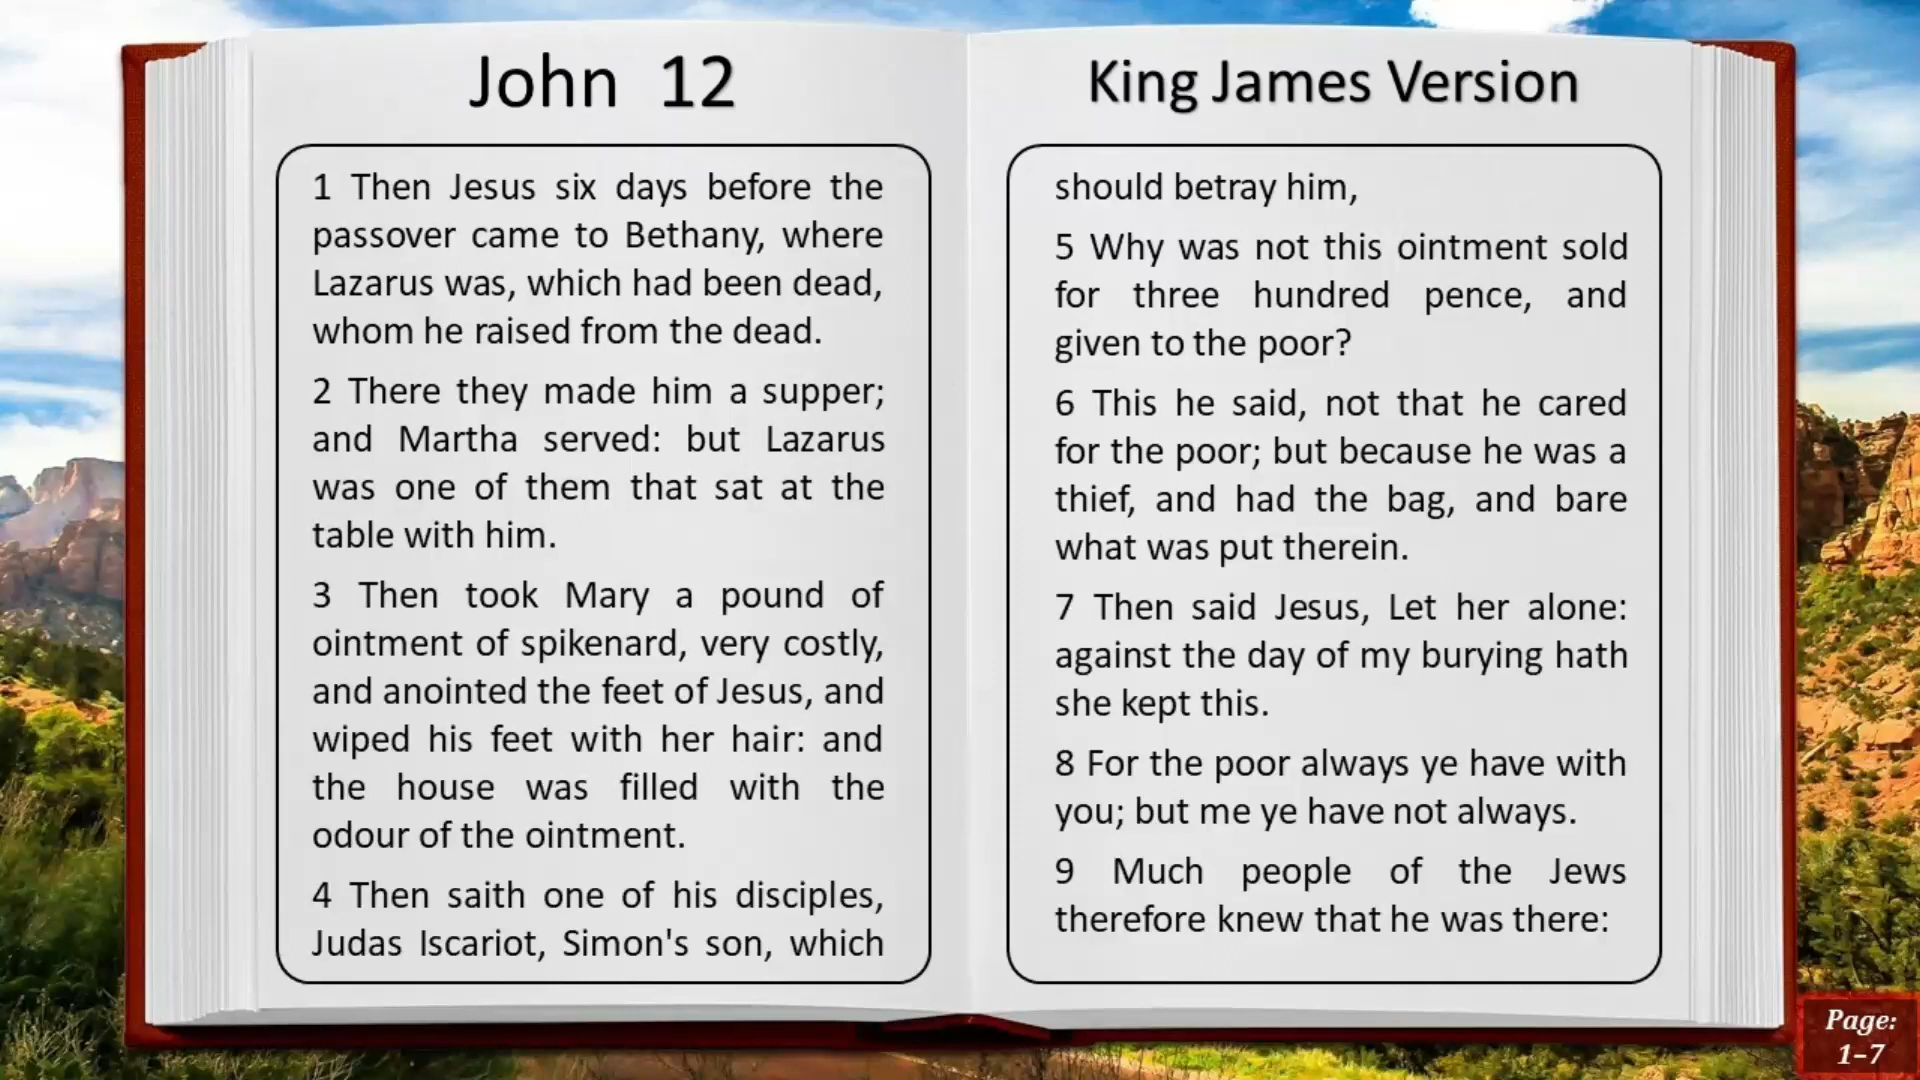 John 12
1 Then Jesus six days before the
passover came to Bethany, where
Lazarus was, which had been dead,
whom he raised from the dead.
2 There they made him a supper;
and Martha served: but Lazarus
was one of them that sat at the
table with him.
3 Then took Mary a pound of
ointment of spikenard, very costly,
and anointed the feet of Jesus, and
wiped his feet with her hair: and
the house was filled with the
odour of the ointment.
4 Then saith one of his disciples,
Judas Iscariot, Simon's son, which
King James Version
should betray him,
5 Why was not this ointment sold
for three hundred pence, and
given to the poor?
6 This he said, not that he cared
for the poor; but because he was a
thief, and had the bag, and bare
what was put therein.
7 Then said Jesus, Let her alone:
against the day of my burying hath
she kept this.
8 For the poor always ye have with
you; but me ye have not always.
9 Much people of the Jews
therefore knew that he was there:
Page:
1–7